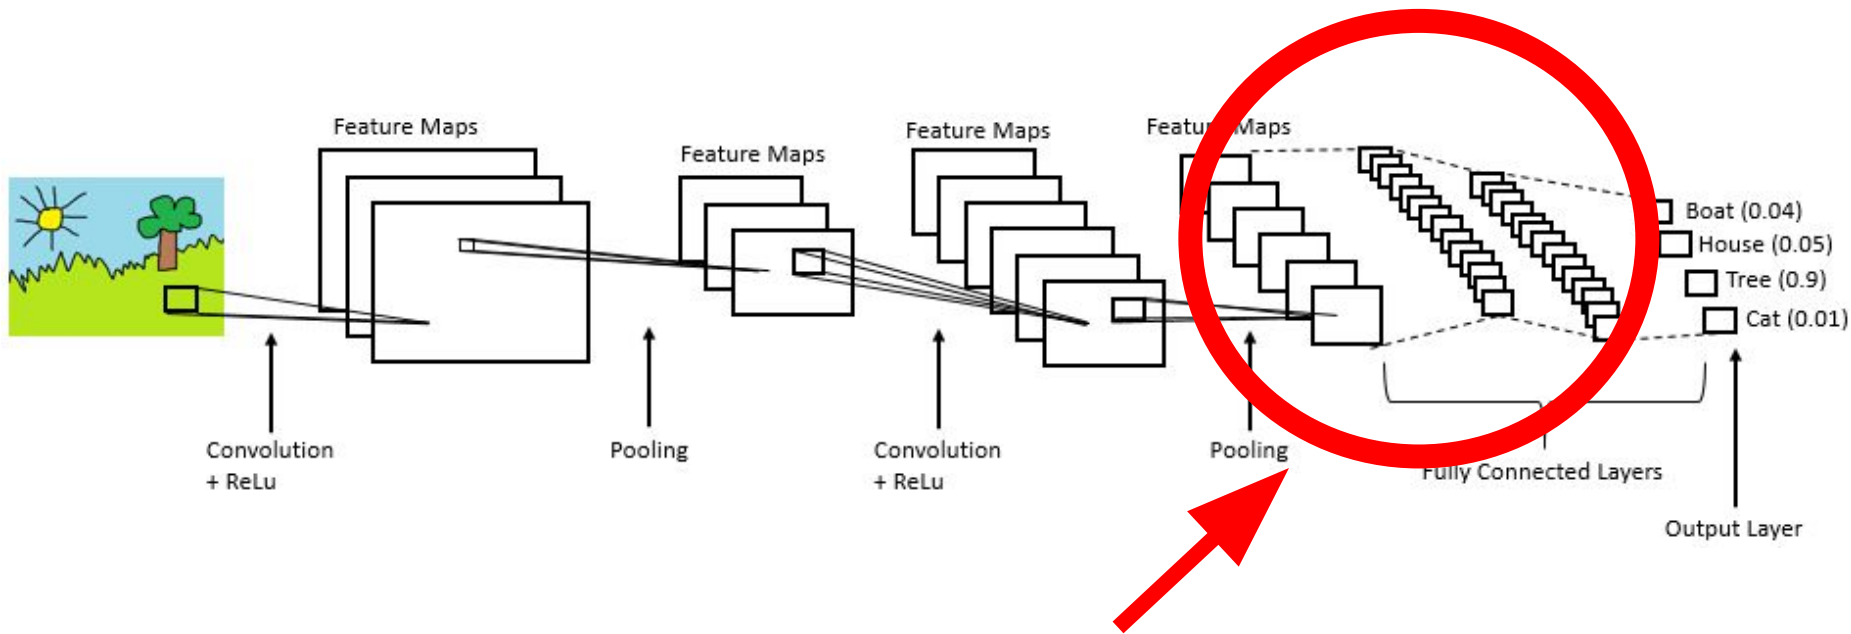 Feature Maps
Feature Maps
Feature Maps
Feature Maps
Boat (0.04)
House (0.05)
Tree (0.9)
Cat (0.01)
Convolution
+ ReLu
Pooling
Convolution
+ ReLu
Pooling
Fully Connected Layers
Output Layer